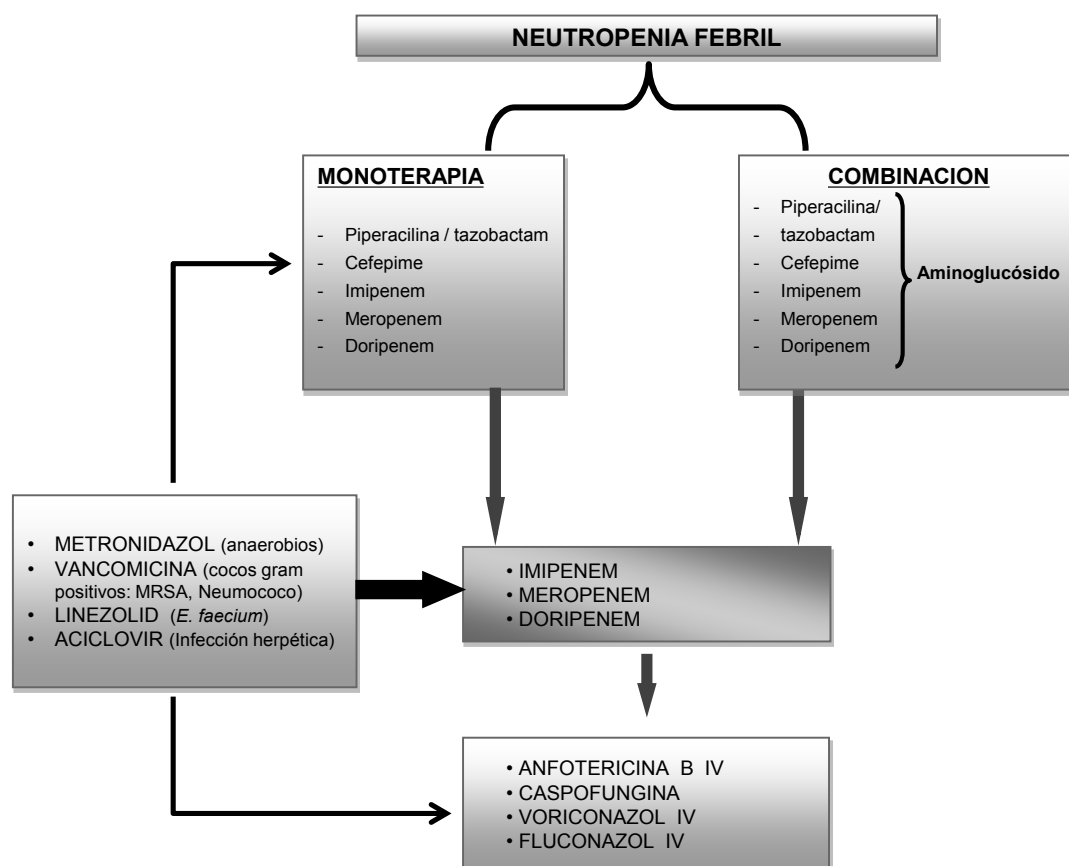 NEUTROPENIA FEBRIL
MONOTERAPIA
- Piperacilina / tazobactam
- Cefepime
- Imipenem
- Meropenem
- Doripenem
COMBINACION
- Piperacilina/
- tazobactam
- Cefepime
- Imipenem
- Meropenem
- Doripenem
Aminoglucósido
• METRONIDAZOL (anaerobios)
• VANCOMICINA (cocos gram
positivos: MRSA, Neumococo)
• LINEZOLID (E. faecium)
• ACICLOVIR (Infección herpética)
• IMIPENEM
• MEROPENEM
• DORIPENEM
• ANFOTERICINA B IV
• CASPOFUNGINA
• VORICONAZOL IV
• FLUCONAZOL IV